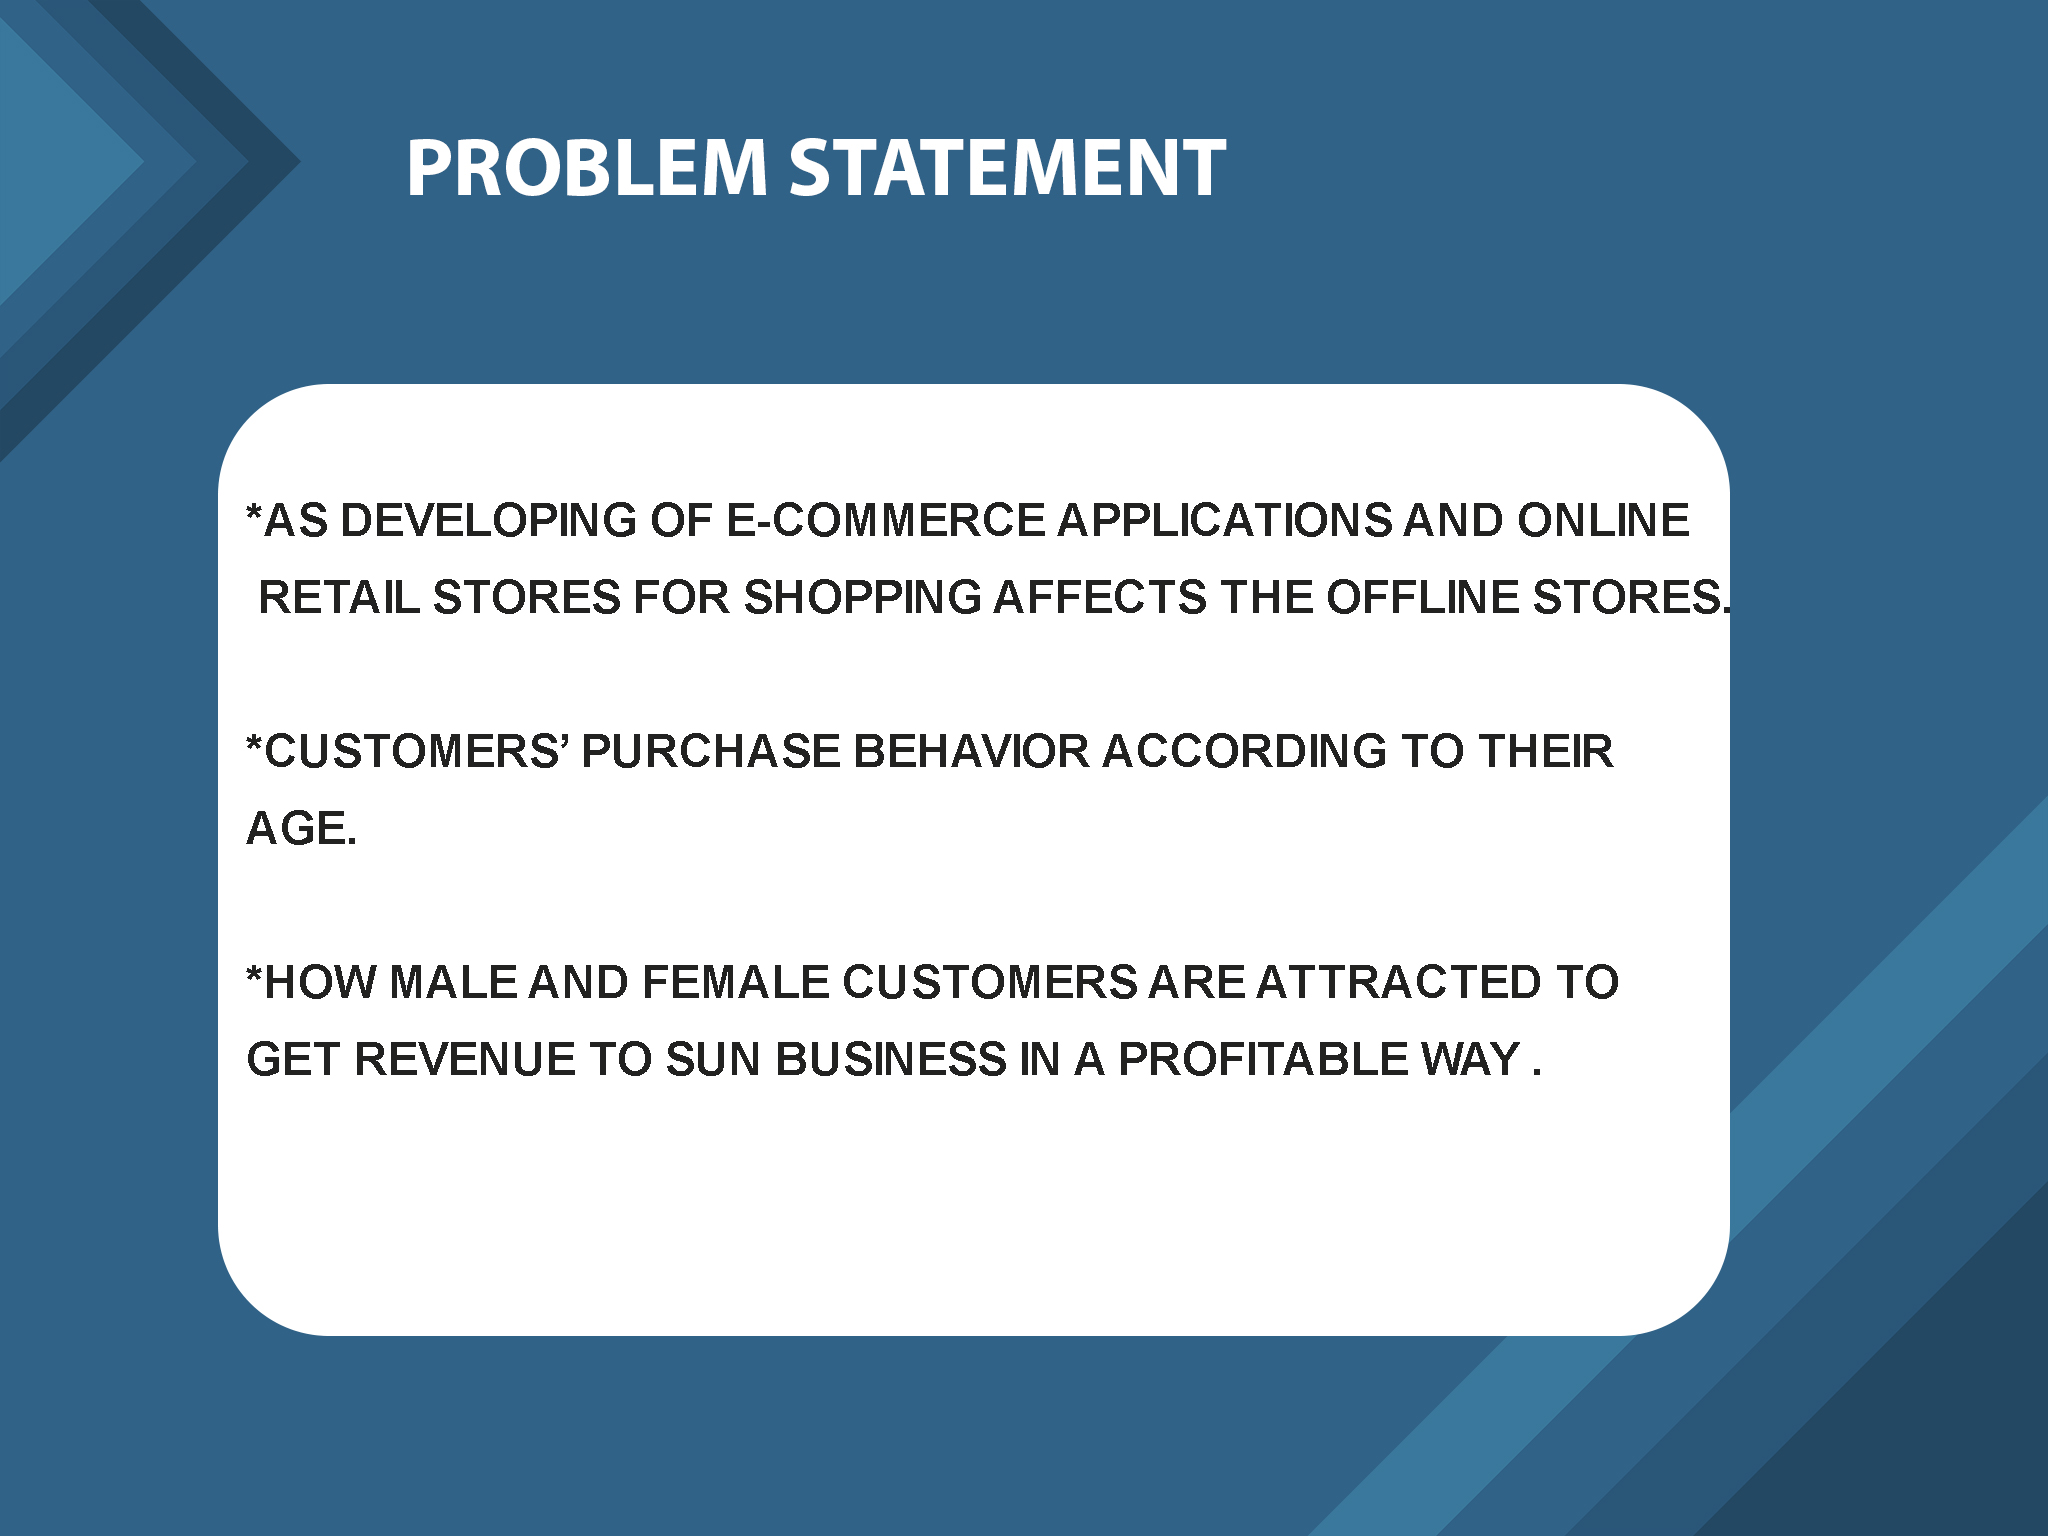 PROBLEM STATEMENT
*AS DEVELOPING OF E-COMMERCE APPLICATIONS AND ONLINE
RETAIL STORES FOR SHOPPING AFFECTS THE OFFLINE STORES.
*CUSTOMERS’ PURCHASE BEHAVIOR ACCORDING TO THEIR
AGE.
*HOW MALE AND FEMALE CUSTOMERS ARE ATTRACTED TO
GET REVENUE TO SUN BUSINESS IN A PROFITABLE WAY .